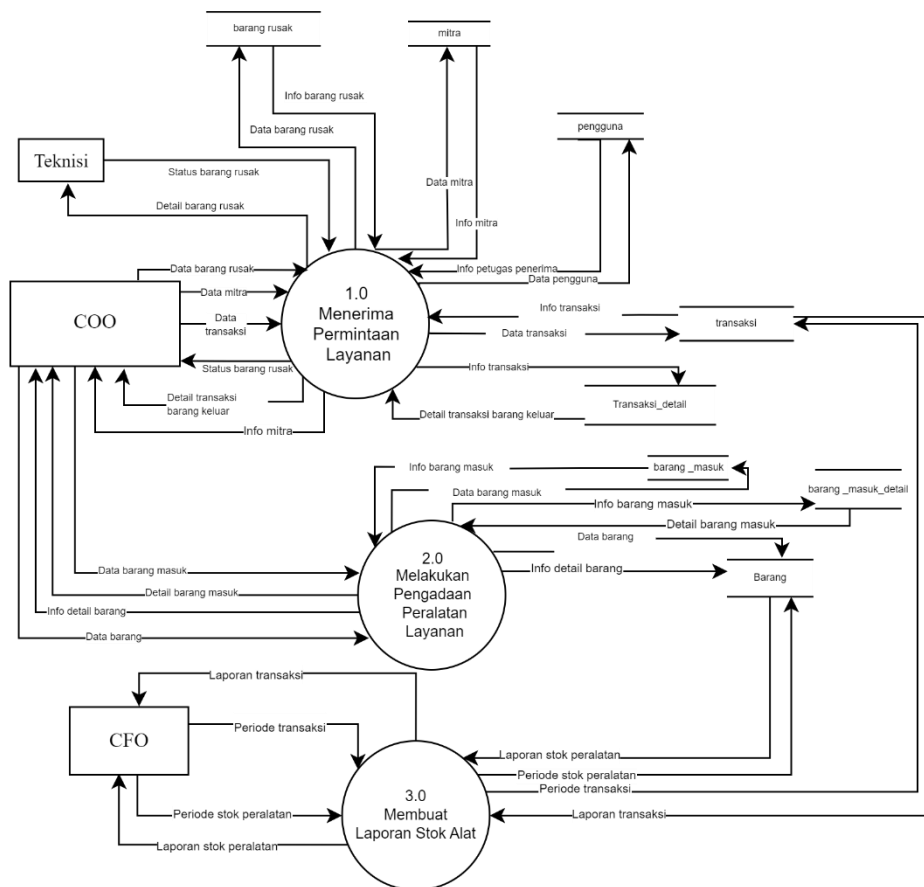 barang rusak
mitra
Info barang rusak
Data barang rusak
pengguna
Teknisi
Status barang rusak
Data mitra
Detail barang rusak
Info mitra
Data barang rusak
Info petugas penerima
Data pengguna
COO
Data mitra
1.0
Menerima
Permintaan
Layanan
Data
transaksi
Info transaksi
transaksi
Data transaksi
Status barang rusak
Info transaksi
Detail transaksi
barang keluar
Transaksi_detail
Detail transaksi barang keluar
Info mitra
Info barang masuk
barang _masuk
Data barang masuk
barang _masuk_detail
Info barang masuk
Detail barang masuk
Data barang
2.0
Melakukan
Pengadaan
Peralatan
Layanan
Data barang masuk
Info detail barang
Barang
Detail barang masuk
Info detail barang
Data barang
Laporan transaksi
CFO
Periode transaksi
Laporan stok peralatan
Periode stok peralatan
Periode transaksi
3.0
Membuat
Laporan Stok Alat
Periode stok peralatan
Laporan transaksi
Laporan stok peralatan